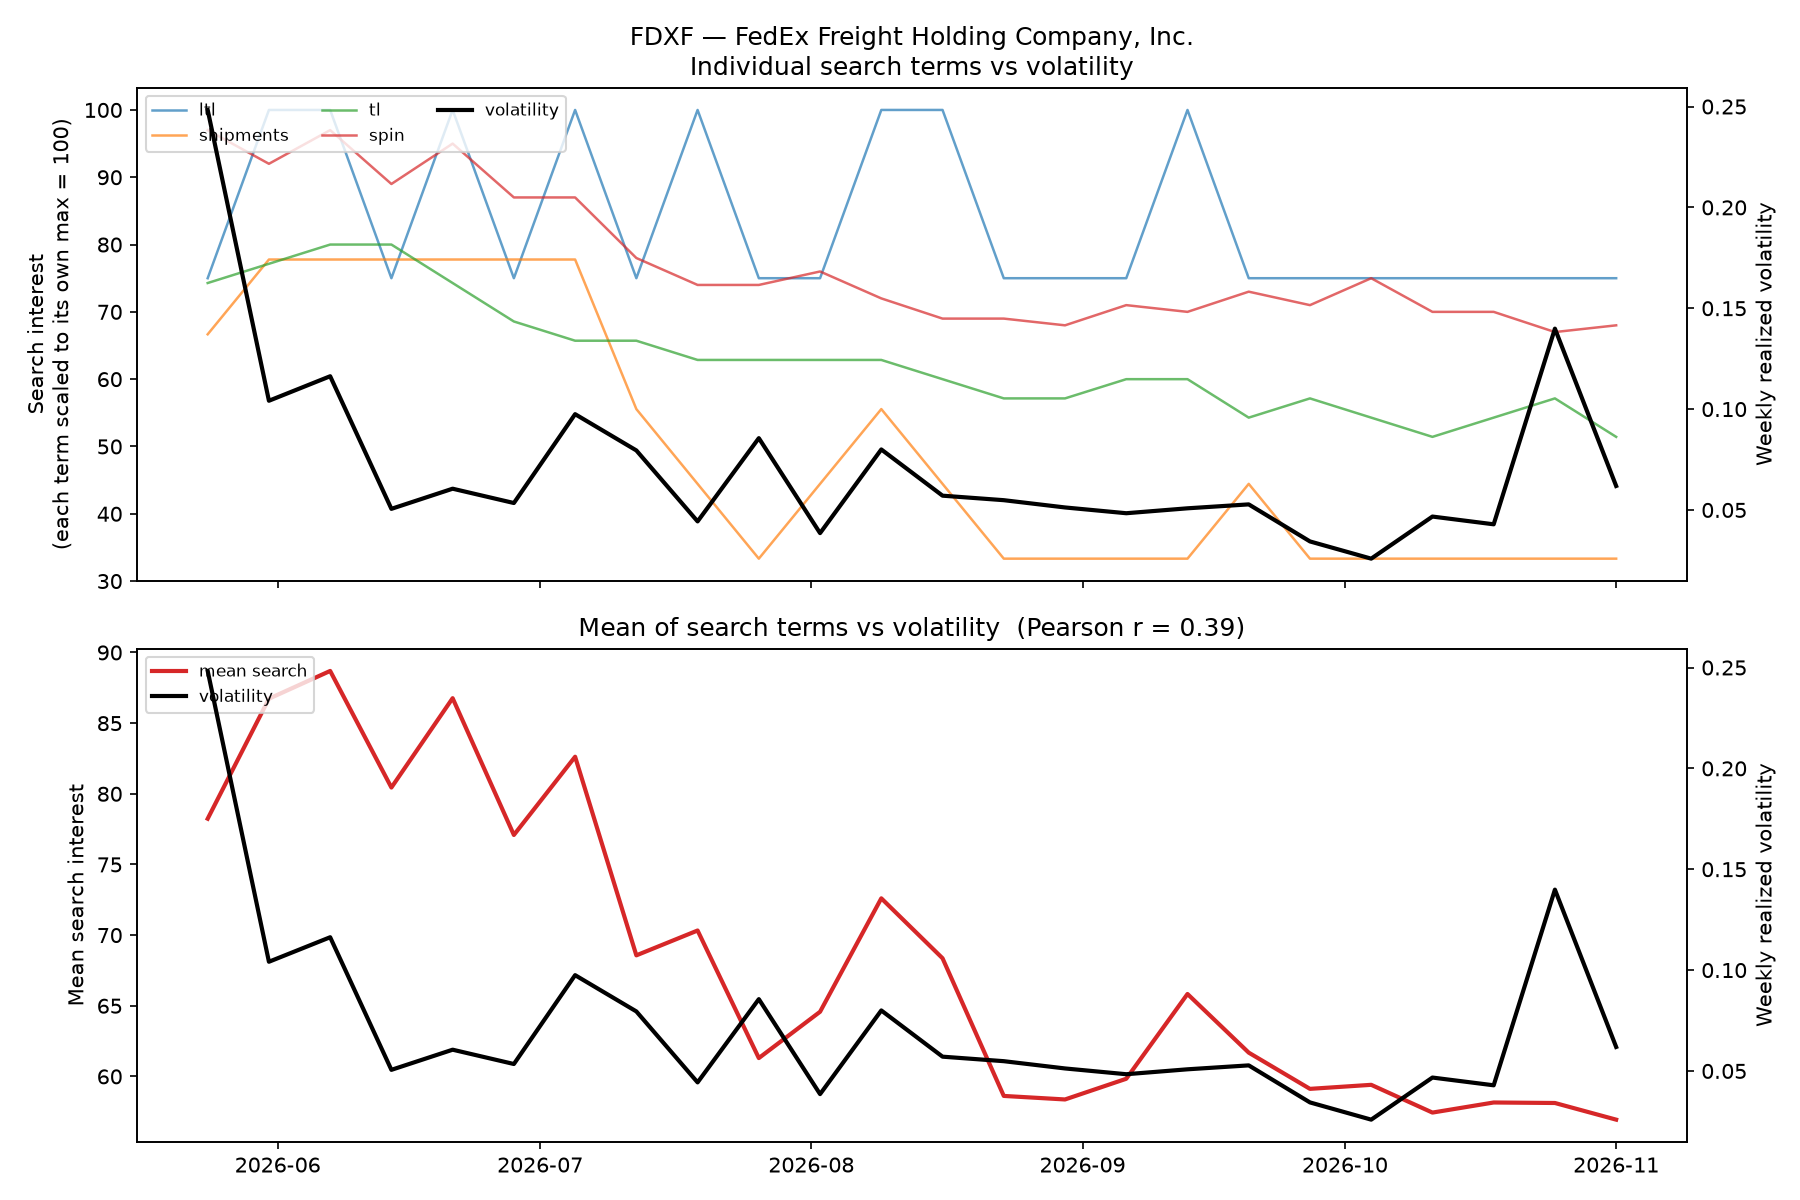 FDXF — FedEx Freight Holding Company, Inc.
Individual search terms vs volatility
ltl
shipments
tl
spin
volatility
Search interest
(each term scaled to its own max = 100)
100
90
80
70
60
50
40
30
0.25
0.20
0.15
0.10
0.05
Weekly realized volatility
Mean of search terms vs volatility (Pearson r = 0.39)
mean search
volatility
Mean search interest
90
85
80
75
70
65
60
0.25
0.20
0.15
0.10
0.05
Weekly realized volatility
2026-06
2026-07
2026-08
2026-09
2026-10
2026-11